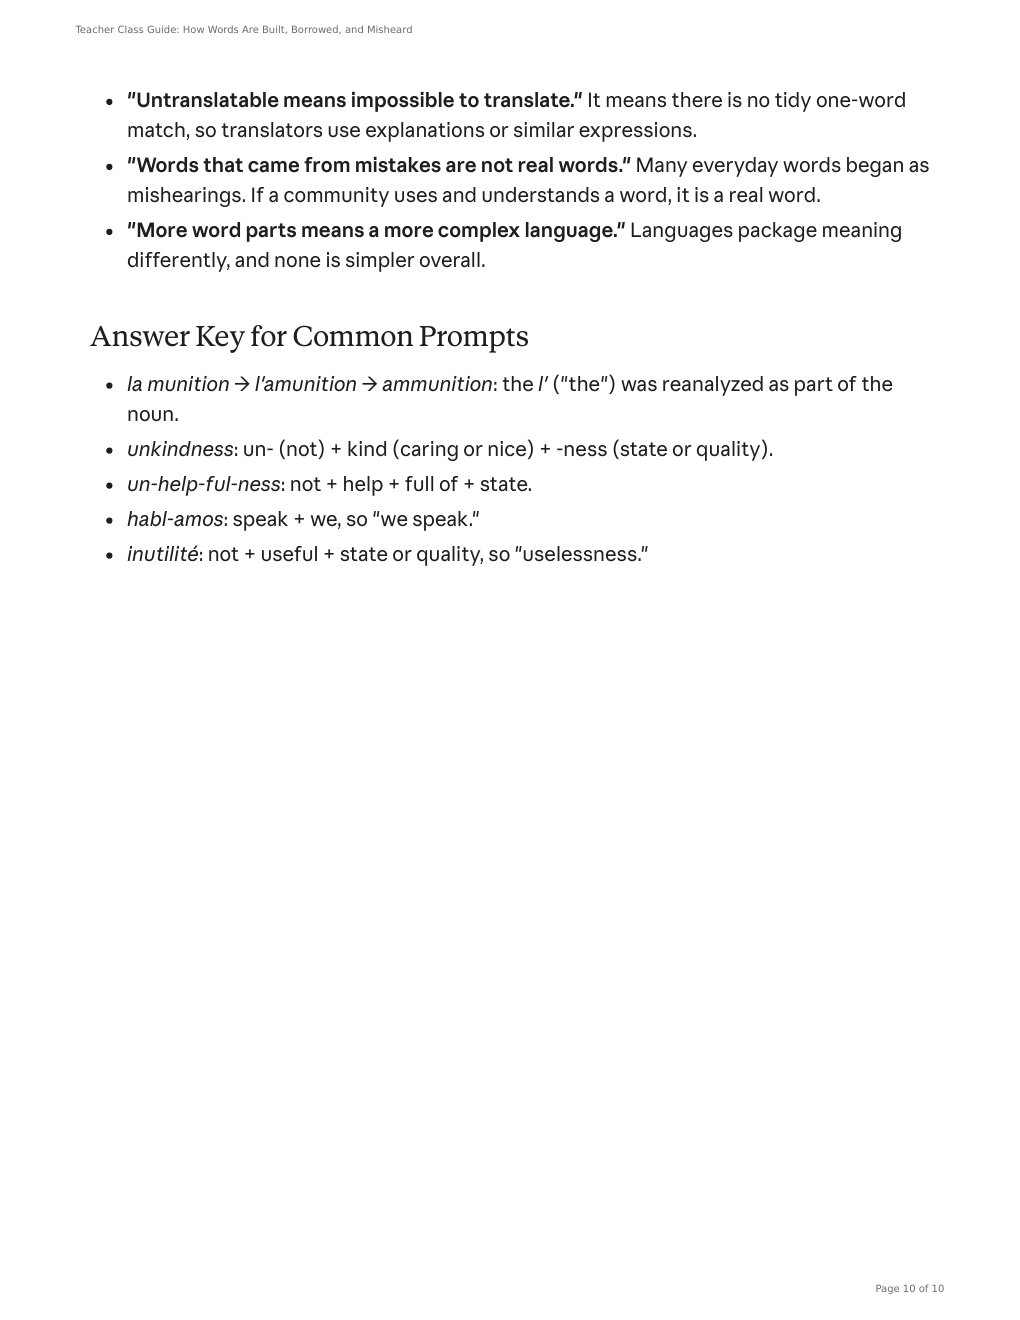 Teacher Class Guide: How Words Are Built, Borrowed, and Misheard
• "Untranslatable means impossible to translate." It means there is no tidy one-word
match, so translators use explanations or similar expressions.
• "Words that came from mistakes are not real words." Many everyday words began as
mishearings. If a community uses and understands a word, it is a real word.
• "More word parts means a more complex language." Languages package meaning
differently, and none is simpler overall.
Answer Key for Common Prompts
• la munition → l'amunition → ammunition: the l' ("the") was reanalyzed as part of the
noun.
• unkindness: un- (not) + kind (caring or nice) + -ness (state or quality).
• un-help-ful-ness: not + help + full of + state.
• habl-amos: speak + we, so "we speak."
• inutilité: not + useful + state or quality, so "uselessness."
Page 10 of 10